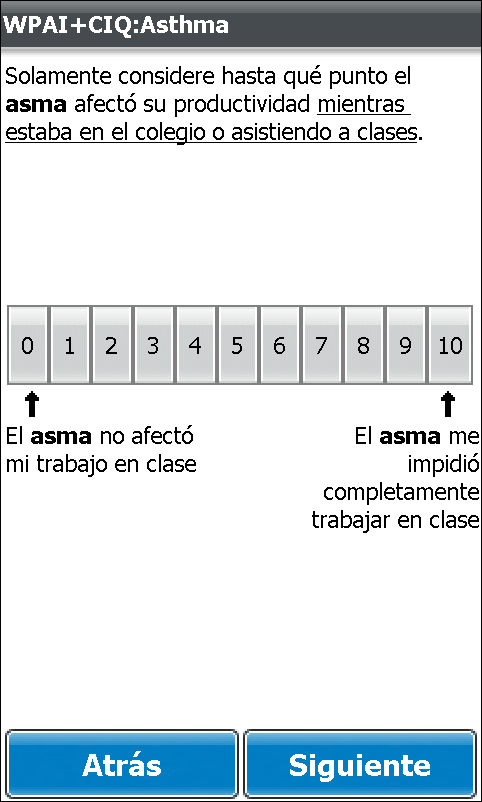 WPAI+CIQ:Asthma
Solamente considere hasta qué punto el
asma afectó su productividad mientras
estaba en el colegio o asistiendo a clases.
0 1 2 3 4 5 6 7 8 9 10
El asma no afectó
mi trabajo en clase
El asma me
impidió
completamente
trabajar en clase
Atrás
Siguiente